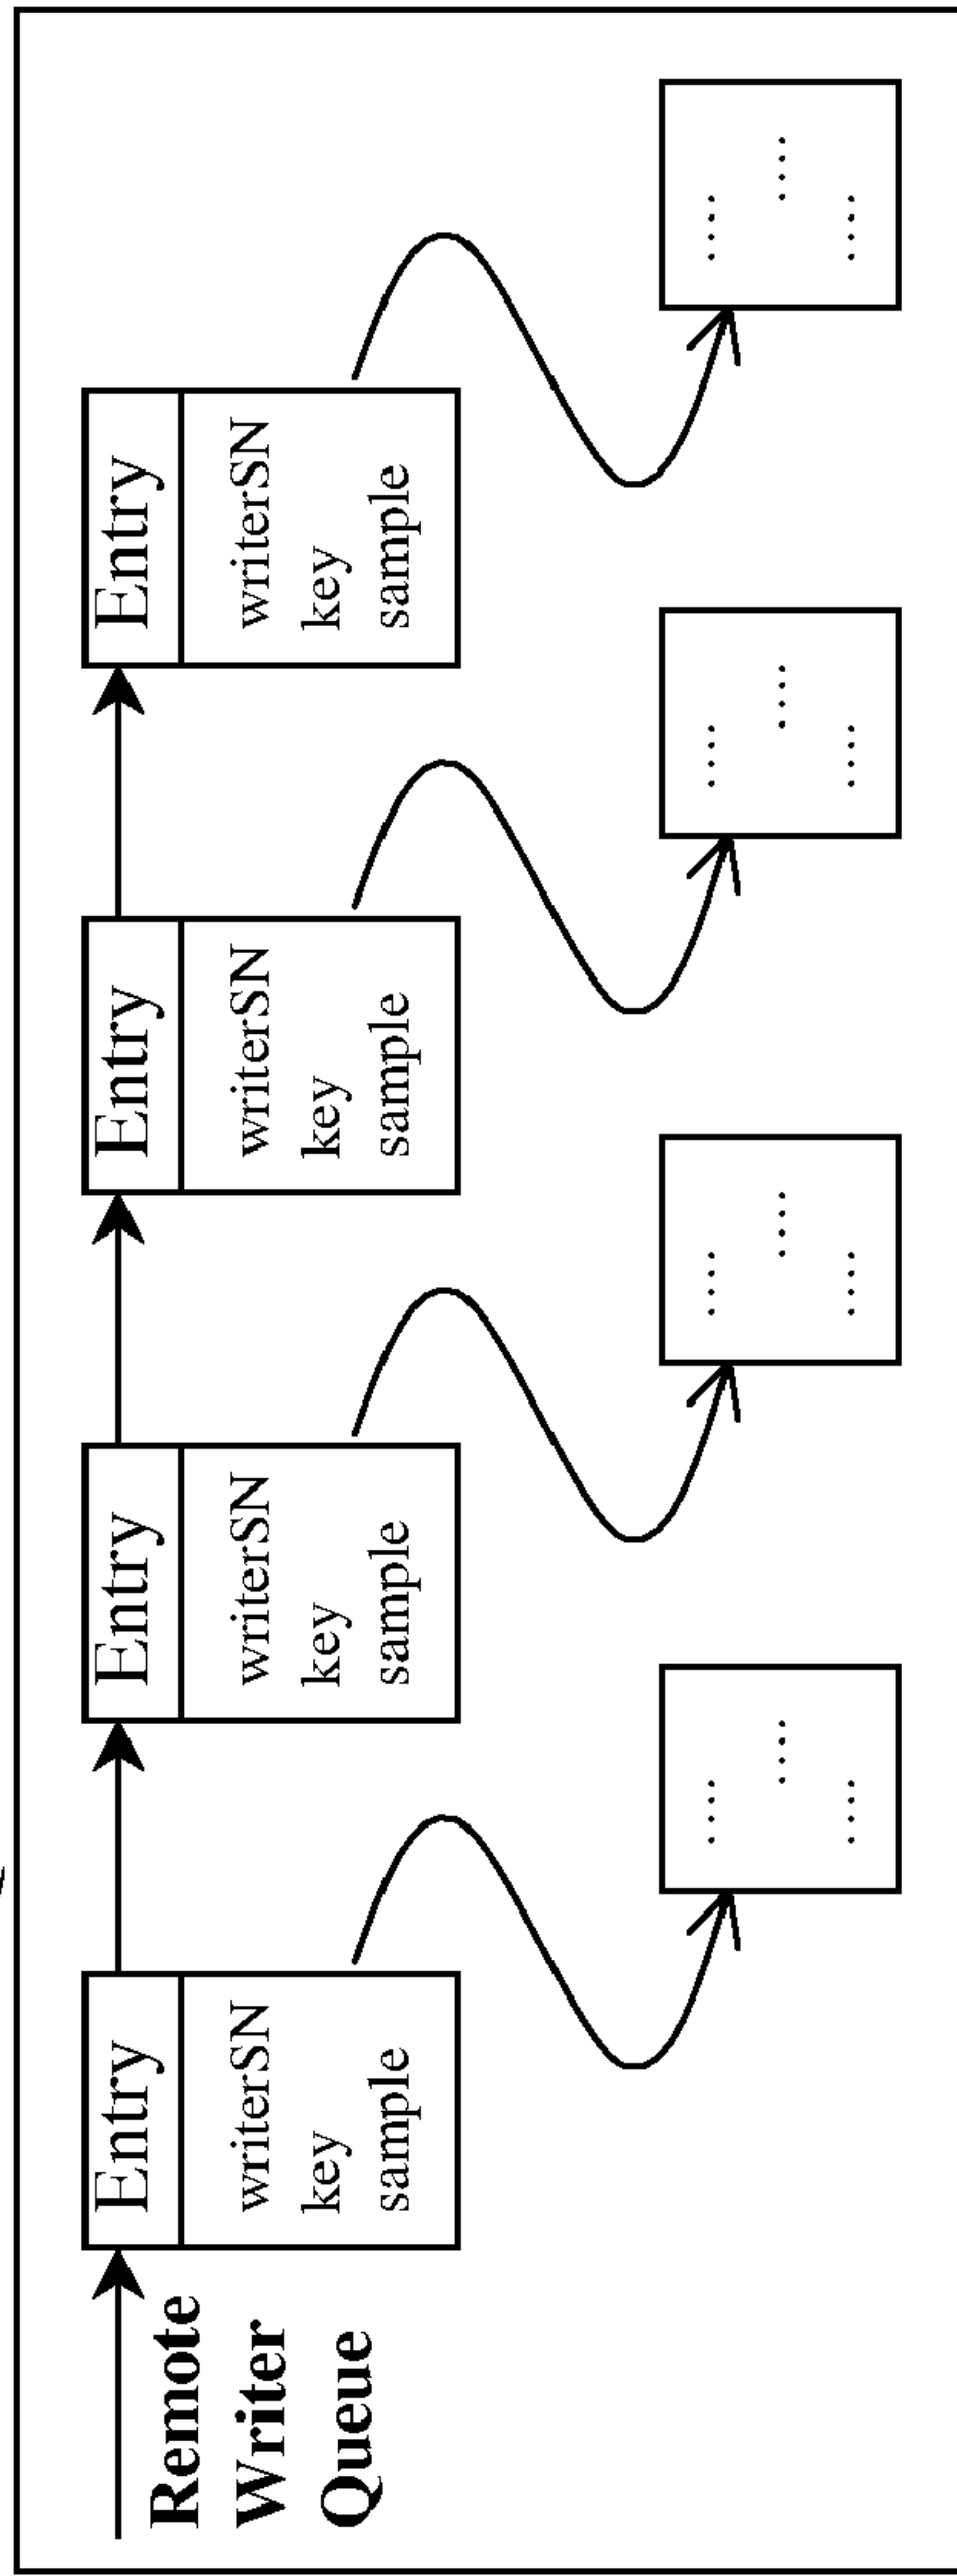 Remote
Writer
Queue
Entry
writerSN
key
sample
....
....
....
Entry
writerSN
key
sample
....
....
....
Entry
writerSN
key
sample
....
....
....
Entry
writerSN
key
sample
....
....
....